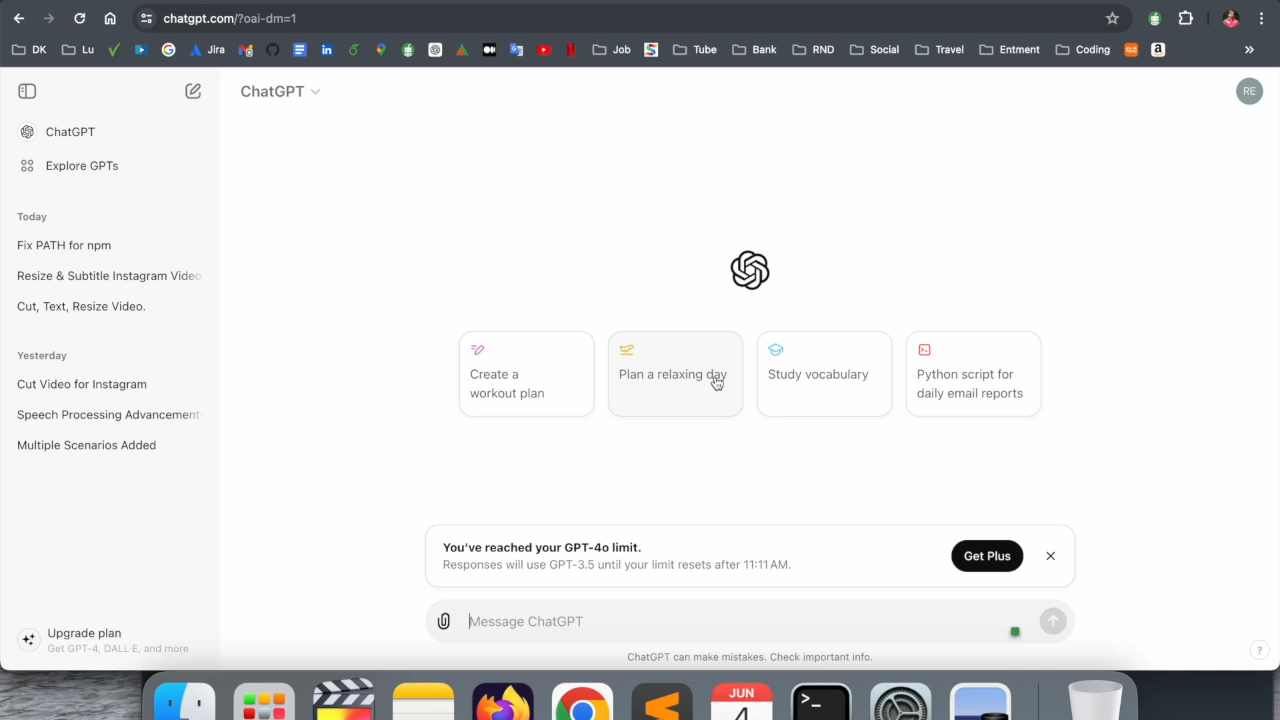 chatgpt.com/?oai-dm=1
DK
Lu
Jira
Job
Tube
Bank
RND
Social
Travel
Entment
Coding
ChatGPT
RE
ChatGPT
Explore GPTs
Today
Fix PATH for npm
Resize & Subtitle Instagram Video
Cut, Text, Resize Video.
Yesterday
Cut Video for Instagram
Speech Processing Advancement
Multiple Scenarios Added
Create a
workout plan
Plan a relaxing day
Study vocabulary
Python script for
daily email reports
You've reached your GPT-4o limit.
Responses will use GPT-3.5 until your limit resets after 11:11 AM.
Get Plus
Message ChatGPT
ChatGPT can make mistakes. Check important info.
?
Upgrade plan
Get GPT-4, DALL·E, and more
JUN
4